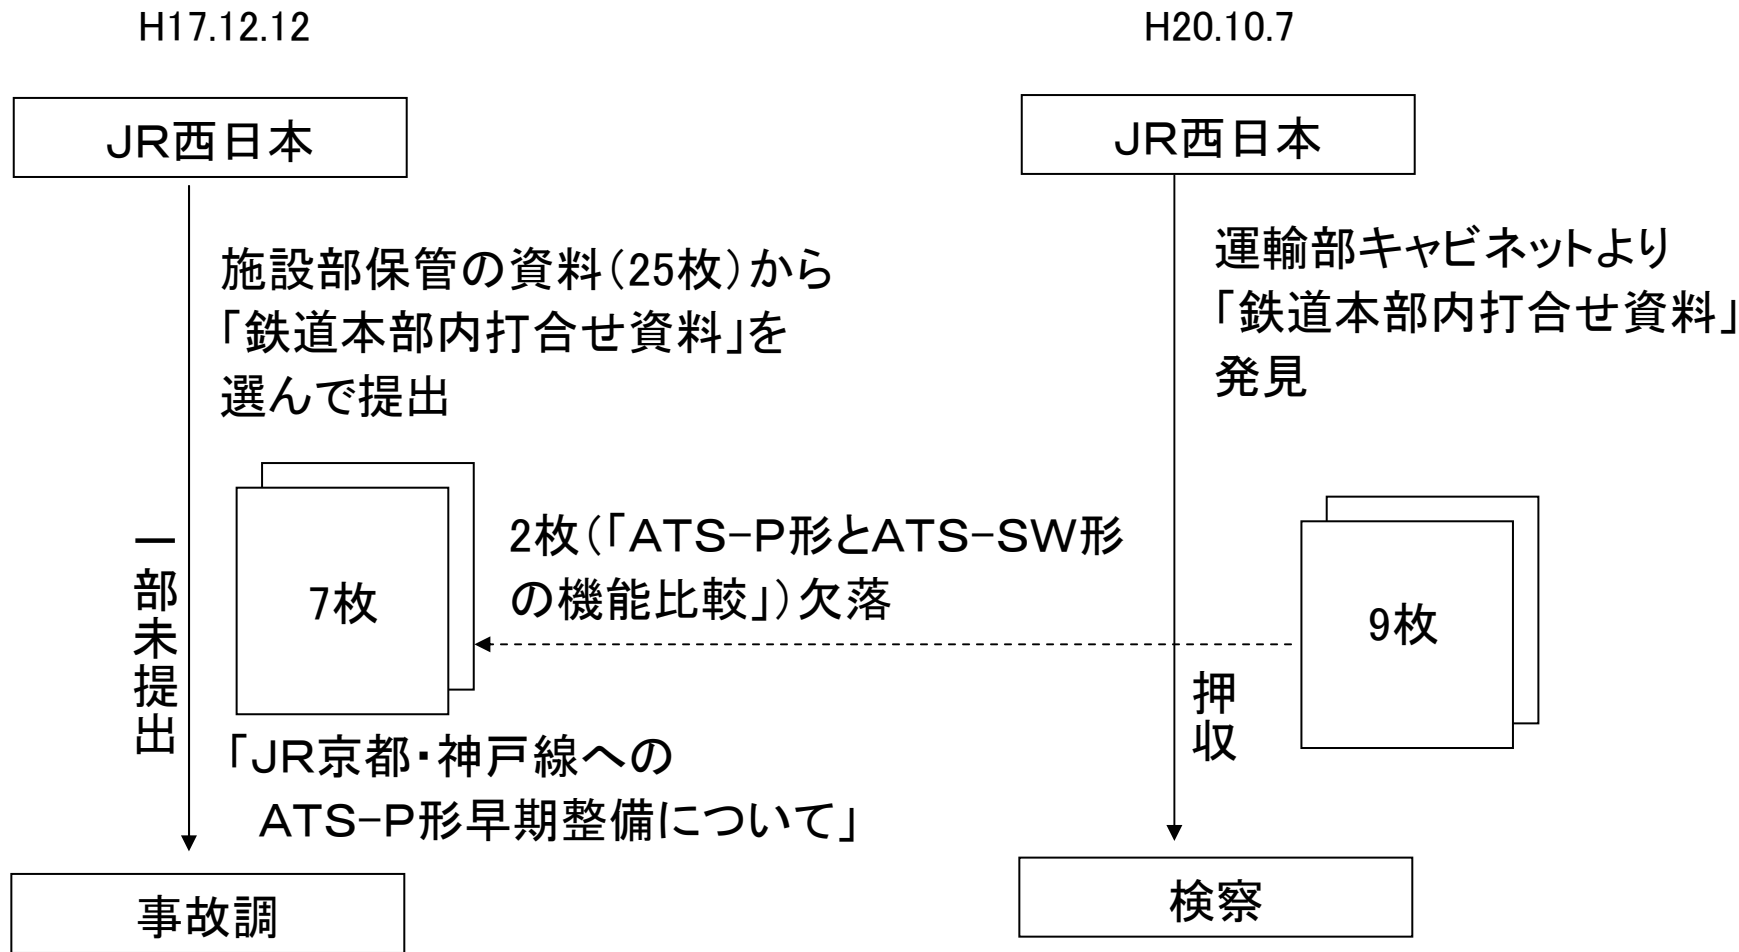 H17.12.12
JR西日本
施設部保管の資料(25枚)から
「鉄道本部内打合せ資料」を
選んで提出
一部未提出
7枚
2枚(「ATS-P形とATS-SW形
の機能比較」)欠落
「JR京都・神戸線への
ATS-P形早期整備について」
事故調
H20.10.7
JR西日本
運輸部キャビネットより
「鉄道本部内打合せ資料」
発見
9枚
押収
検察